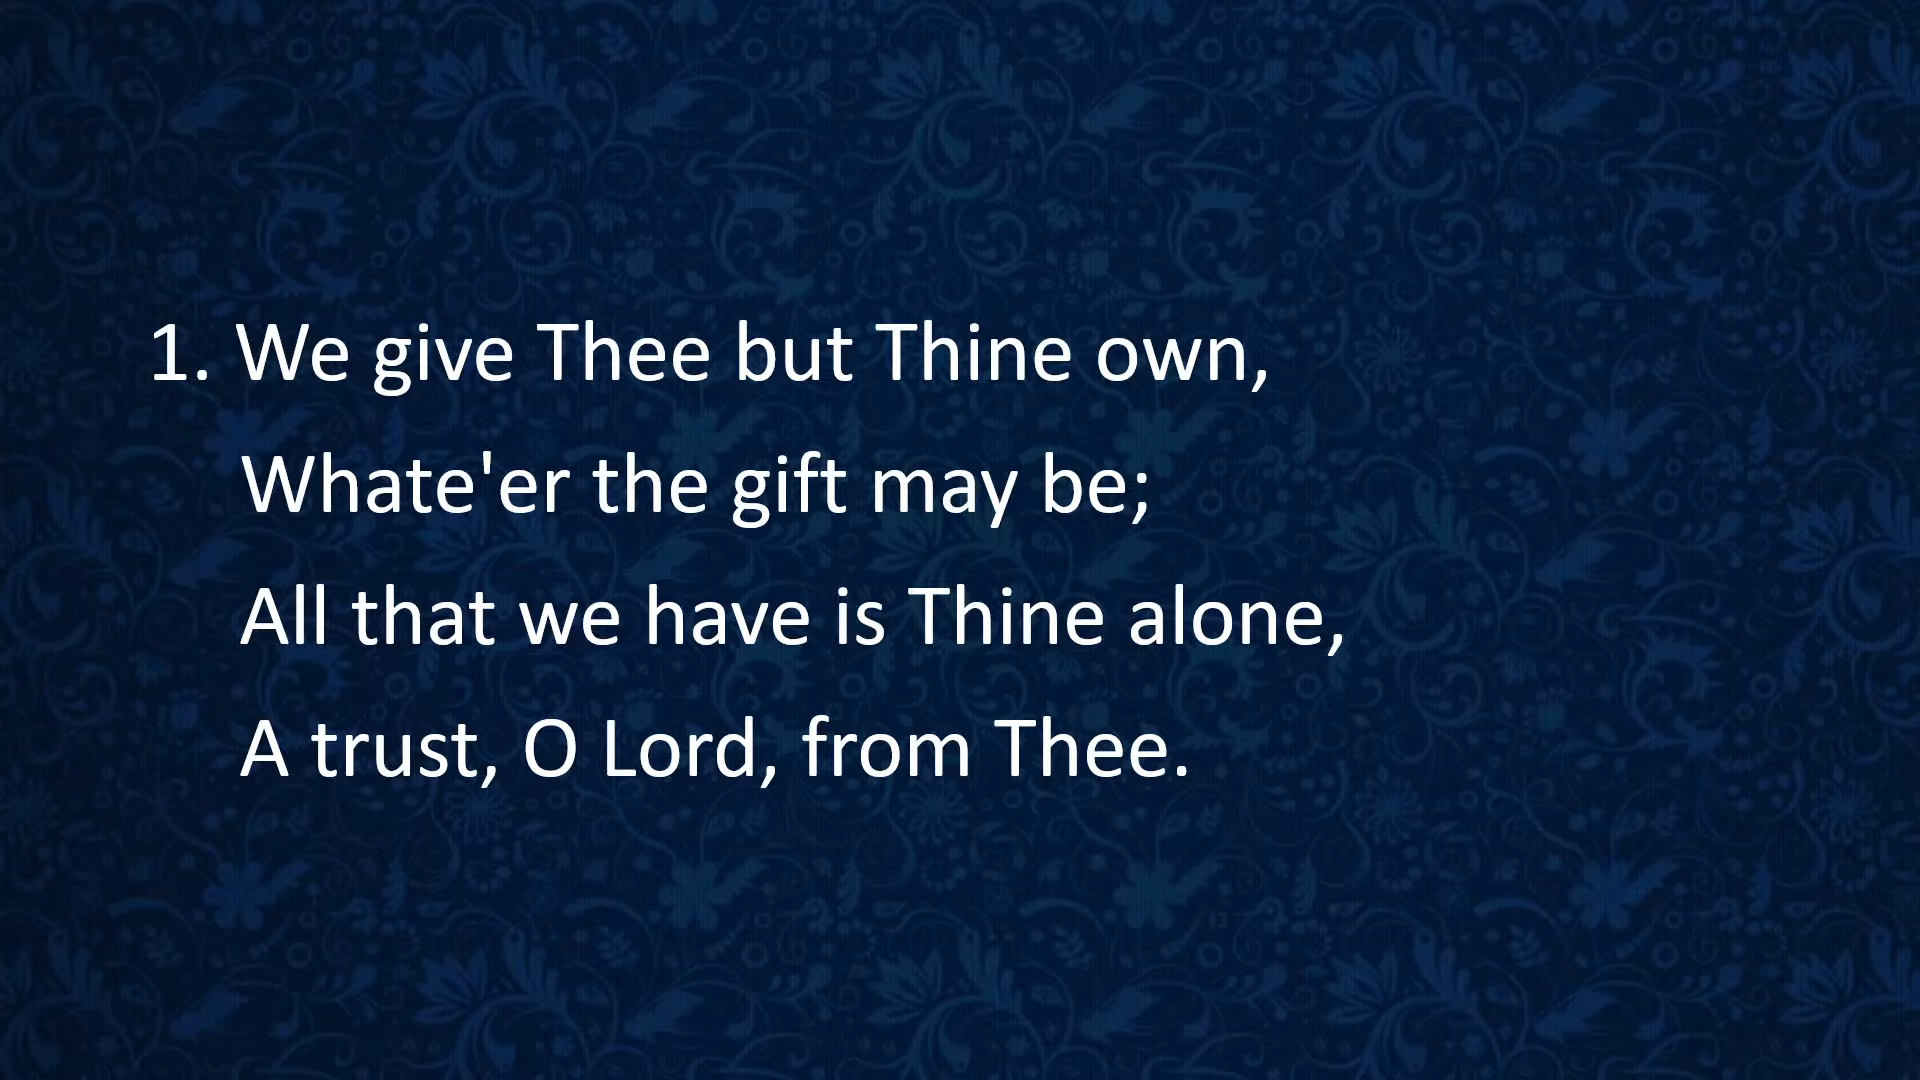 1. We give Thee but Thine own,
Whate'er the gift may be;
All that we have is Thine alone,
A trust, O Lord, from Thee.